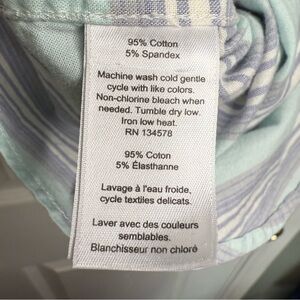 95% Cotton
5% Spandex
Machine wash cold gentle
cycle with like colors.
Non-chlorine bleach when
needed. Tumble dry low.
Iron low heat.
RN 134578
95% Coton
5% Élasthanne
Lavage à l'eau froide,
cycle textiles delicats.
Laver avec des couleurs
semblables.
Blanchisseur non chloré